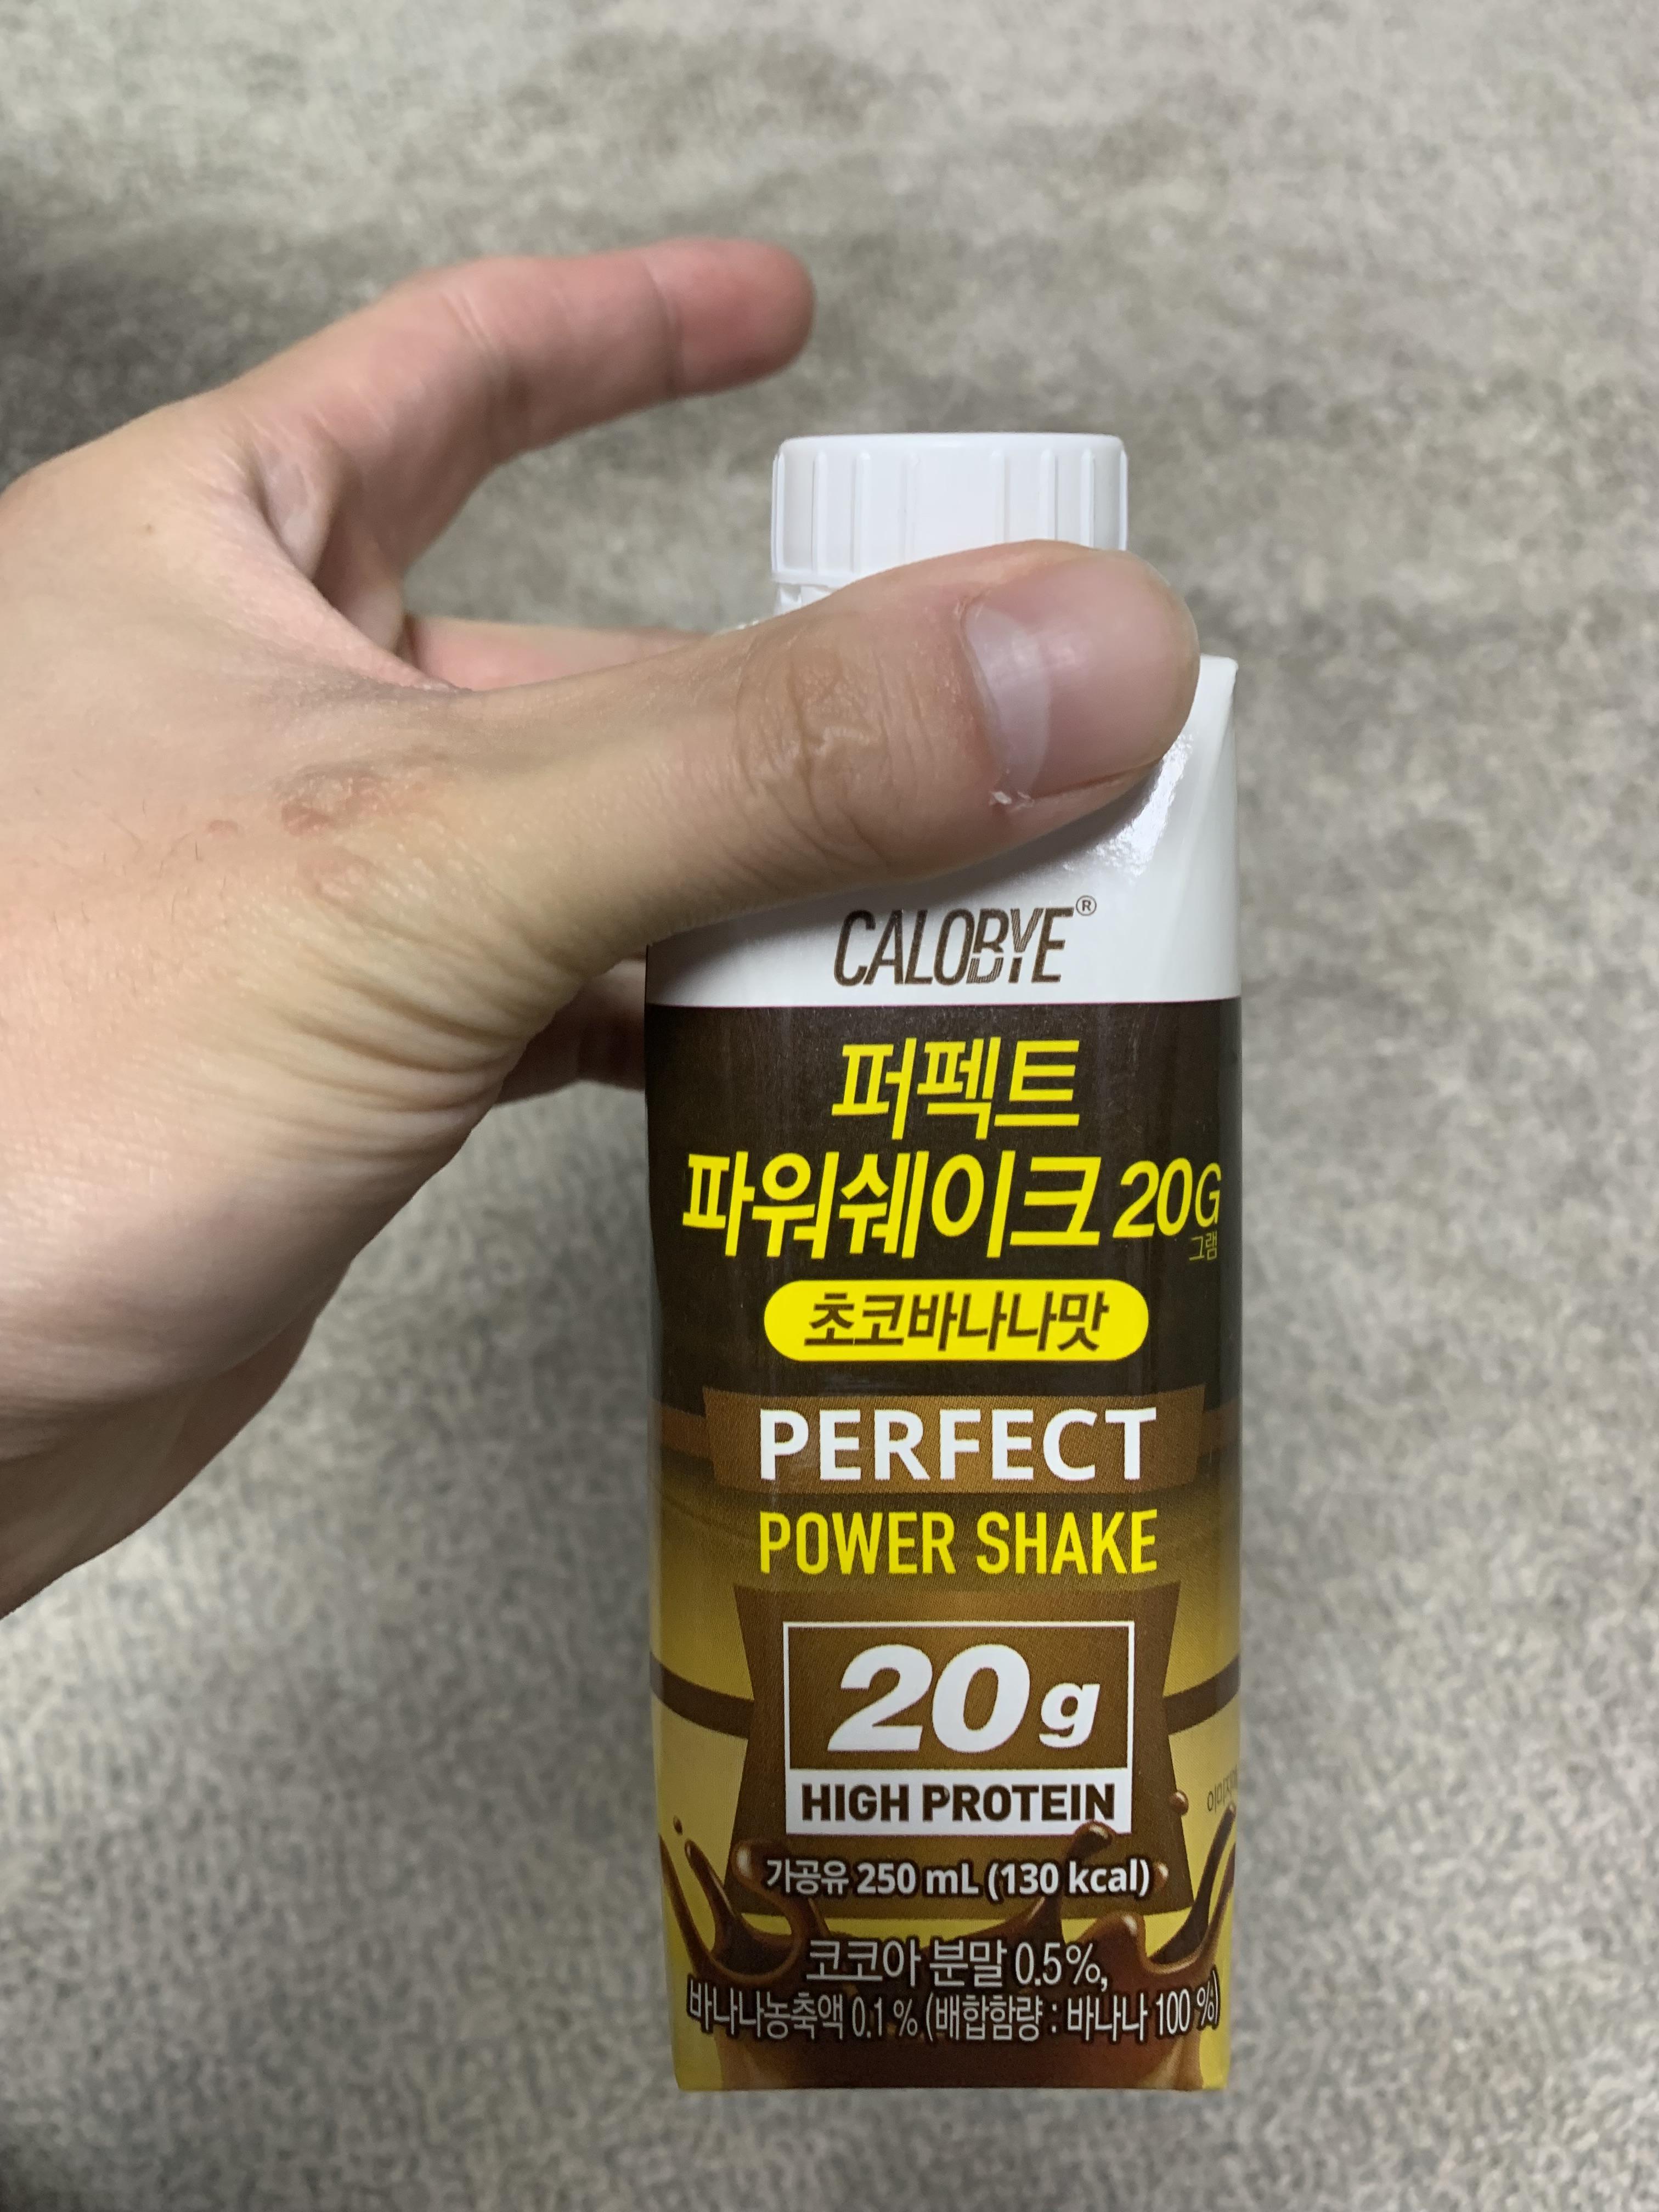 CALOBYE®
퍼펙트
파워쉐이크 20G
그램
초코바나나맛
PERFECT
POWER SHAKE
20g
HIGH PROTEIN
가공유 250 mL (130 kcal)
코코아 분말 0.5%,
바나나농축액 0.1% (배합함량 : 바나나 100%)